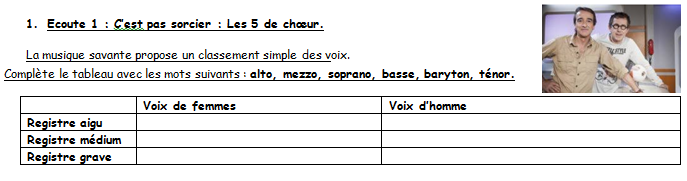 1. Ecoute 1 : C'est pas sorcier : Les 5 de chœur.
La musique savante propose un classement simple des voix.
Complète le tableau avec les mots suivants : alto, mezzo, soprano, basse, baryton, ténor.
Voix de femmes Voix d'homme
Registre aigu
Registre médium
Registre grave